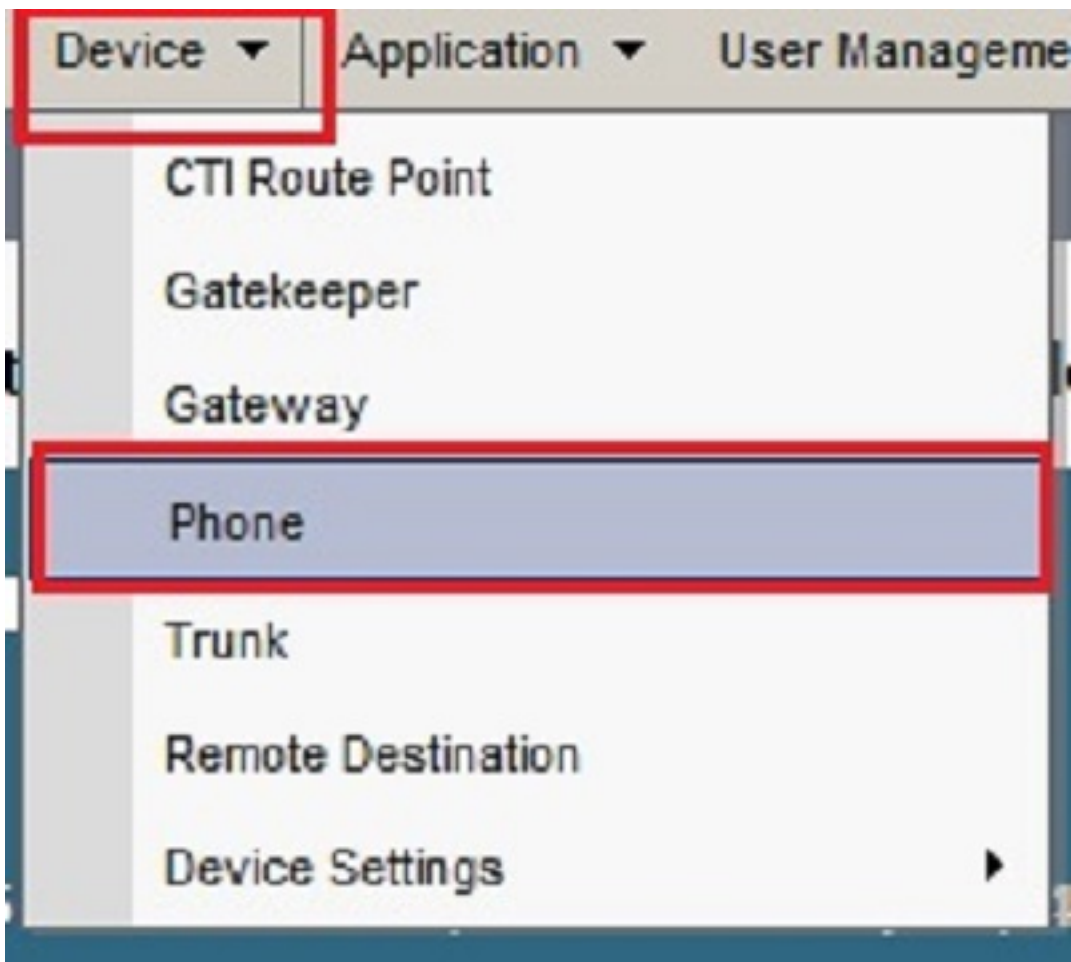 Device Application User Manageme
CTI Route Point
Gatekeeper
Gateway
Phone
Trunk
Remote Destination
Device Settings